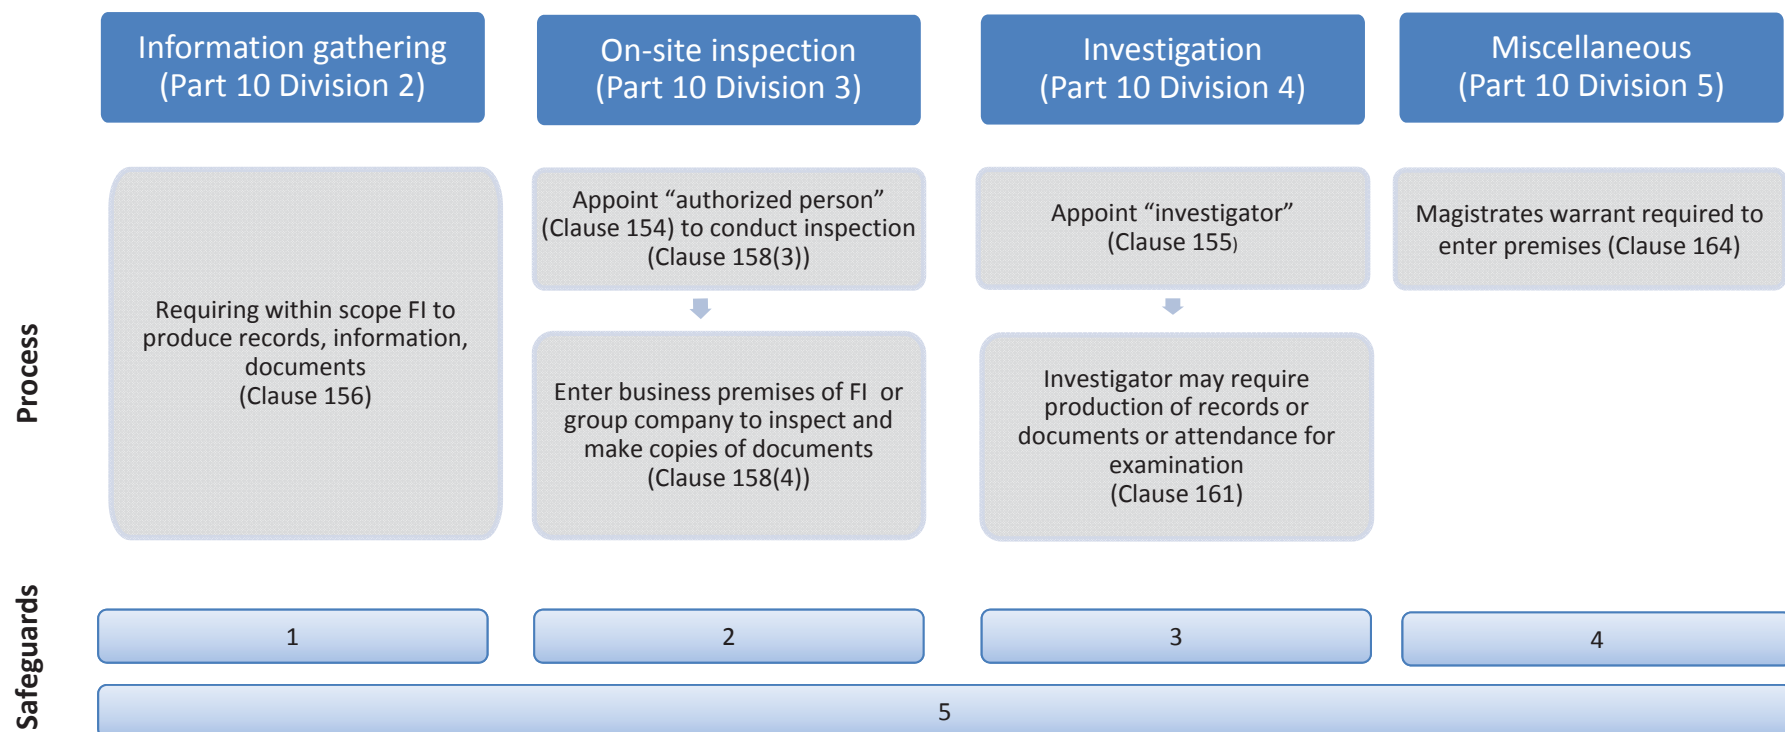 Information gathering
(Part 10 Division 2)
On-site inspection
(Part 10 Division 3)
Investigation
(Part 10 Division 4)
Miscellaneous
(Part 10 Division 5)
Process
Requiring within scope FI to
produce records, information,
documents
(Clause 156)
Appoint “authorized person”
(Clause 154) to conduct inspection
(Clause 158(3))
Enter business premises of FI or
group company to inspect and
make copies of documents
(Clause 158(4))
Appoint “investigator”
(Clause 155)
Investigator may require
production of records or
documents or attendance for
examination
(Clause 161)
Magistrates warrant required to
enter premises (Clause 164)
Safeguards
1
2
3
4
5